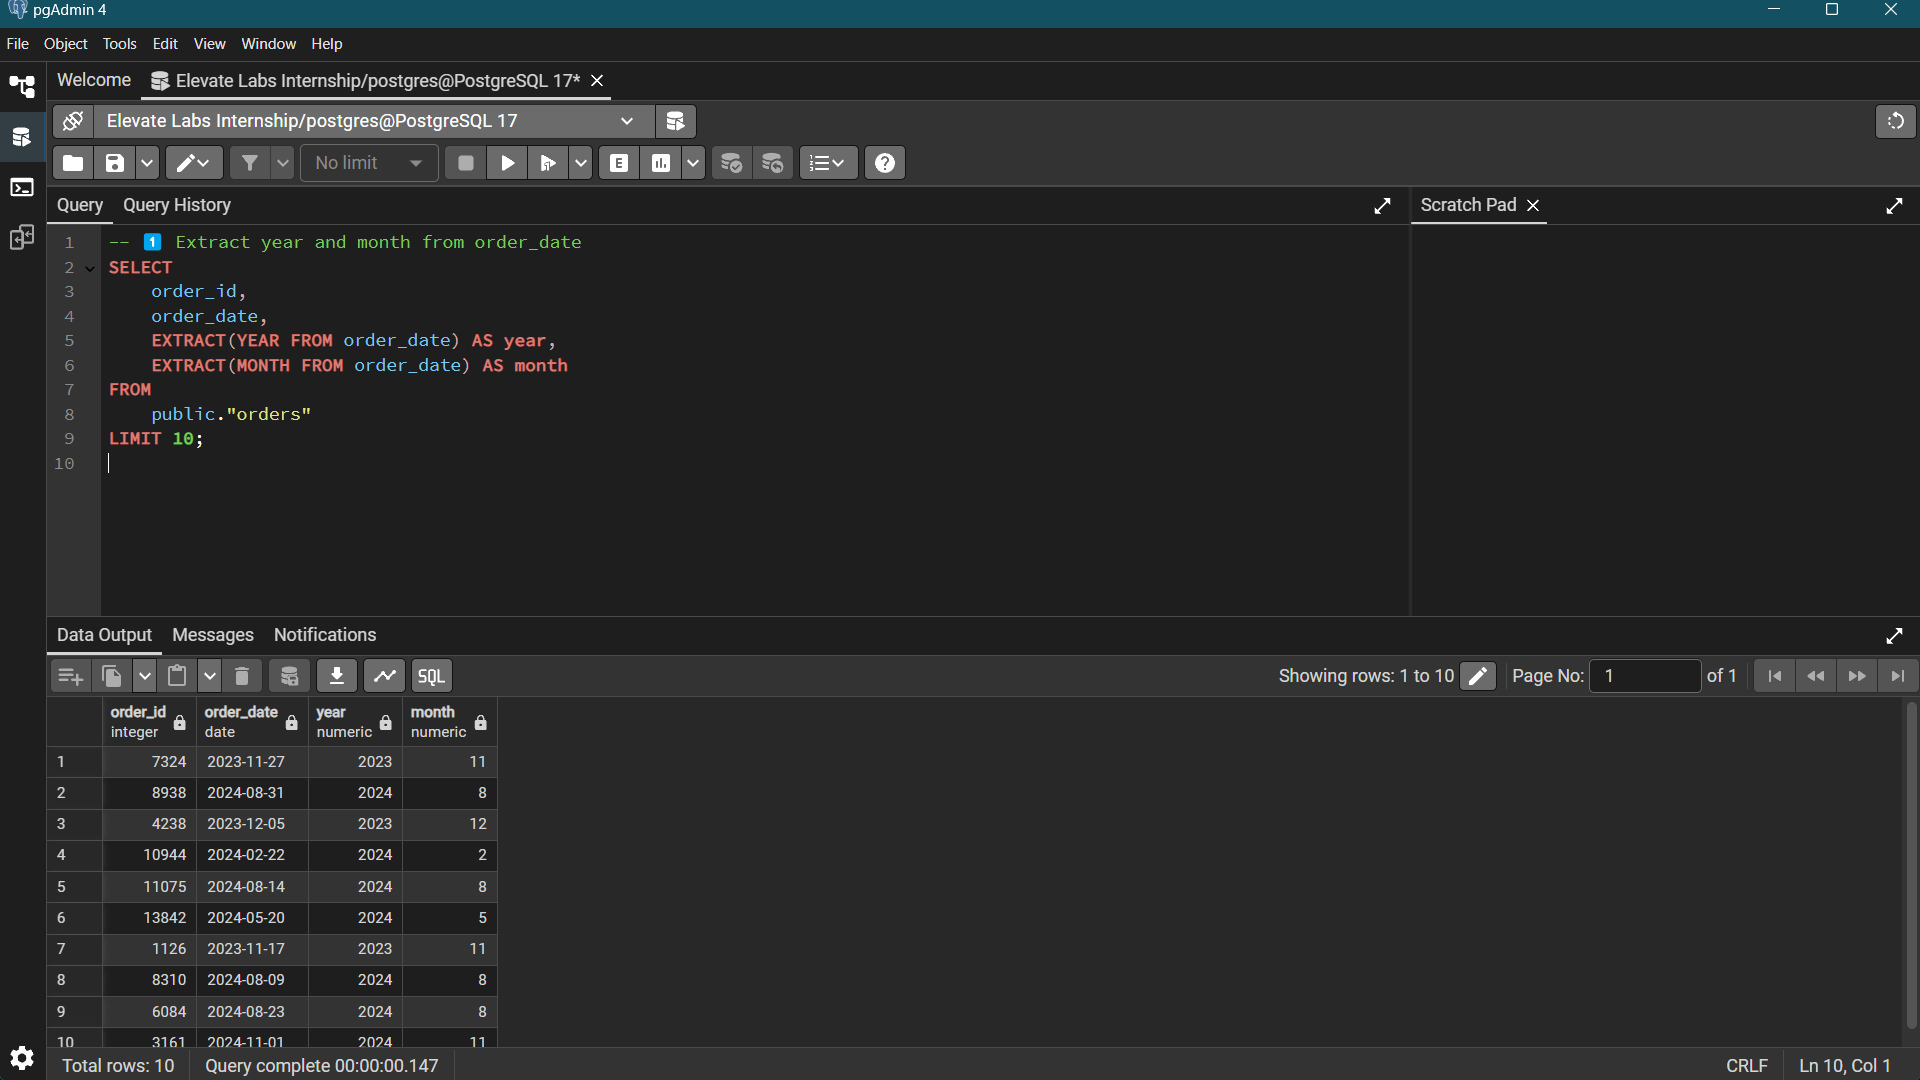 pgAdmin 4
File Object Tools Edit View Window Help
Welcome Elevate Labs Internship/postgres@PostgreSQL 17*
Elevate Labs Internship/postgres@PostgreSQL 17
No limit E
Query Query History Scratch Pad
1 -- 1️⃣ Extract year and month from order_date
2 SELECT
3 order_id,
4 order_date,
5 EXTRACT(YEAR FROM order_date) AS year,
6 EXTRACT(MONTH FROM order_date) AS month
7 FROM
8 public."orders"
9 LIMIT 10;
10
Data Output Messages Notifications
SQL Showing rows: 1 to 10 Page No: 1 of 1
order_id order_date year month
integer date numeric numeric
1 7324 2023-11-27 2023 11
2 8938 2024-08-31 2024 8
3 4238 2023-12-05 2023 12
4 10944 2024-02-22 2024 2
5 11075 2024-08-14 2024 8
6 13842 2024-05-20 2024 5
7 1126 2023-11-17 2023 11
8 8310 2024-08-09 2024 8
9 6084 2024-08-23 2024 8
10 3161 2024-11-01 2024 11
Total rows: 10 Query complete 00:00:00.147 CRLF Ln 10, Col 1